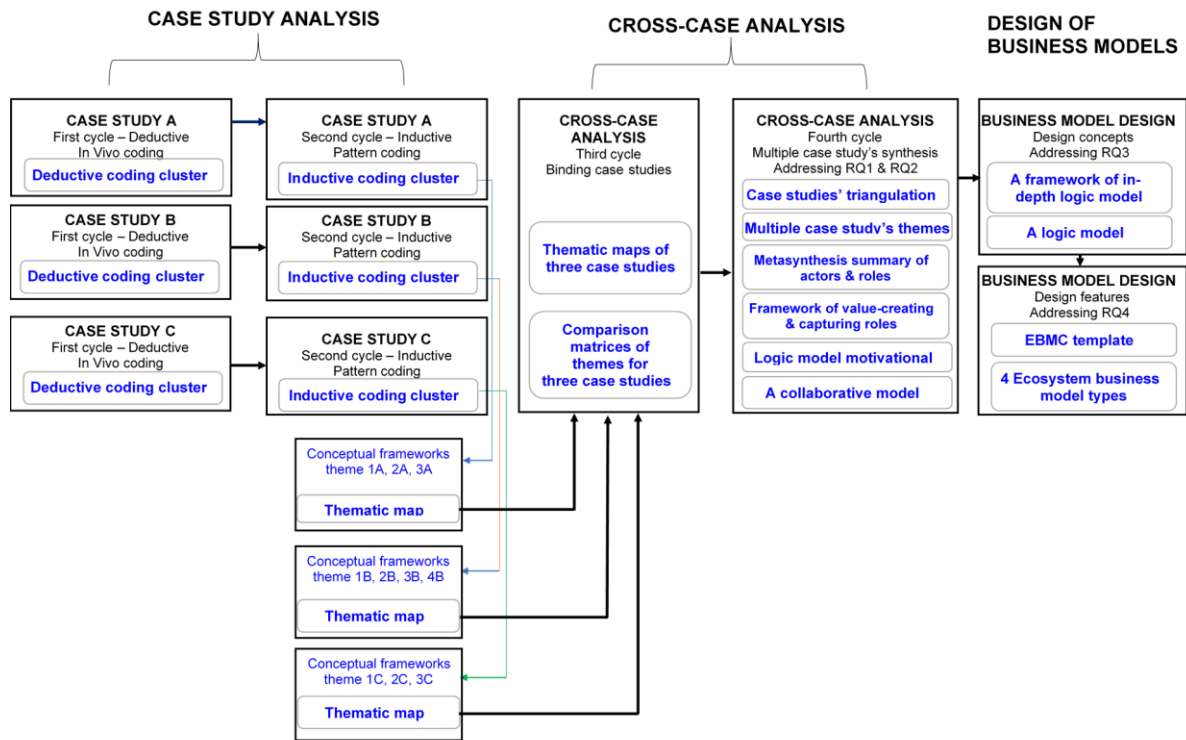 CASE STUDY ANALYSIS
CROSS-CASE ANALYSIS
DESIGN OF
BUSINESS MODELS
CASE STUDY A
First cycle – Deductive
In Vivo coding
Deductive coding cluster
CASE STUDY A
Second cycle – Inductive
Pattern coding
Inductive coding cluster
CASE STUDY B
First cycle – Deductive
In Vivo coding
Deductive coding cluster
CASE STUDY B
Second cycle – Inductive
Pattern coding
Inductive coding cluster
CASE STUDY C
First cycle – Deductive
In Vivo coding
Deductive coding cluster
CASE STUDY C
Second cycle – Inductive
Pattern coding
Inductive coding cluster
Conceptual frameworks
theme 1A, 2A, 3A
Thematic map
Conceptual frameworks
theme 1B, 2B, 3B, 4B
Thematic map
Conceptual frameworks
theme 1C, 2C, 3C
Thematic map
CROSS-CASE
ANALYSIS
Third cycle
Binding case studies
Thematic maps of
three case studies
Comparison
matrices of
themes for
three case studies
CROSS-CASE ANALYSIS
Fourth cycle
Multiple case study's synthesis
Addressing RQ1 & RQ2
Case studies' triangulation
Multiple case study's themes
Metasynthesis summary of
actors & roles
Framework of value-creating
& capturing roles
Logic model motivational
A collaborative model
BUSINESS MODEL DESIGN
Design concepts
Addressing RQ3
A framework of in-
depth logic model
A logic model
BUSINESS MODEL DESIGN
Design features
Addressing RQ4
EBMC template
4 Ecosystem business
model types